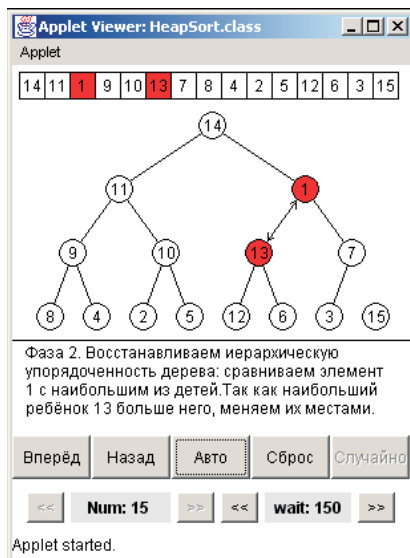 Applet Viewer: HeapSort.class
Applet
14 11 1 9 10 13 7 8 4 2 5 12 6 3 15
14
11 1
9 10 13 7
8 4 2 5 12 6 3 15
Фаза 2. Восстанавливаем иерархическую
упорядоченность дерева: сравниваем элемент
1 с наибольшим из детей.Так как наибольший
ребёнок 13 больше него, меняем их местами.
Вперёд Назад Авто Сброс Случайно
<< Num: 15 >> << wait: 150 >>
Applet started.